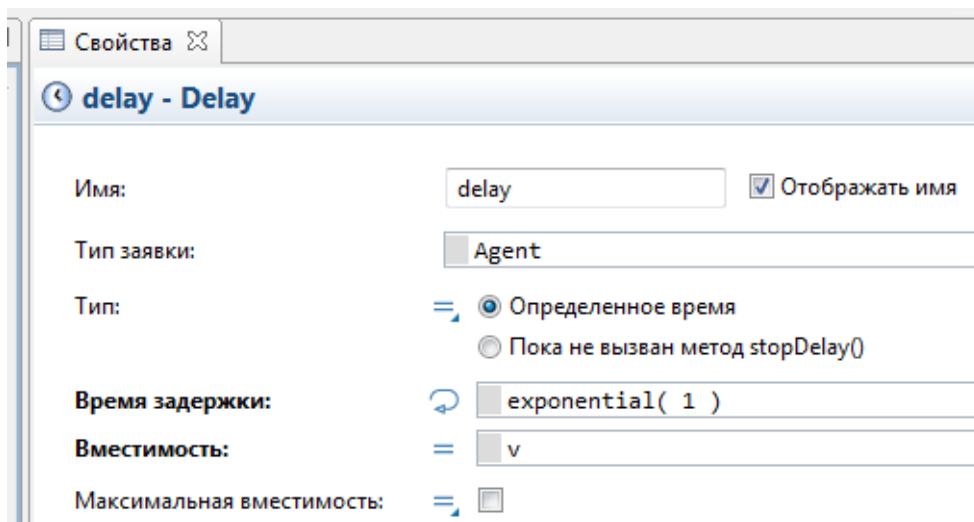 Свойства
delay - Delay
Имя: delay Отображать имя
Тип заявки: Agent
Тип: Определенное время
Пока не вызван метод stopDelay()
Время задержки: exponential( 1 )
Вместимость: v
Максимальная вместимость: